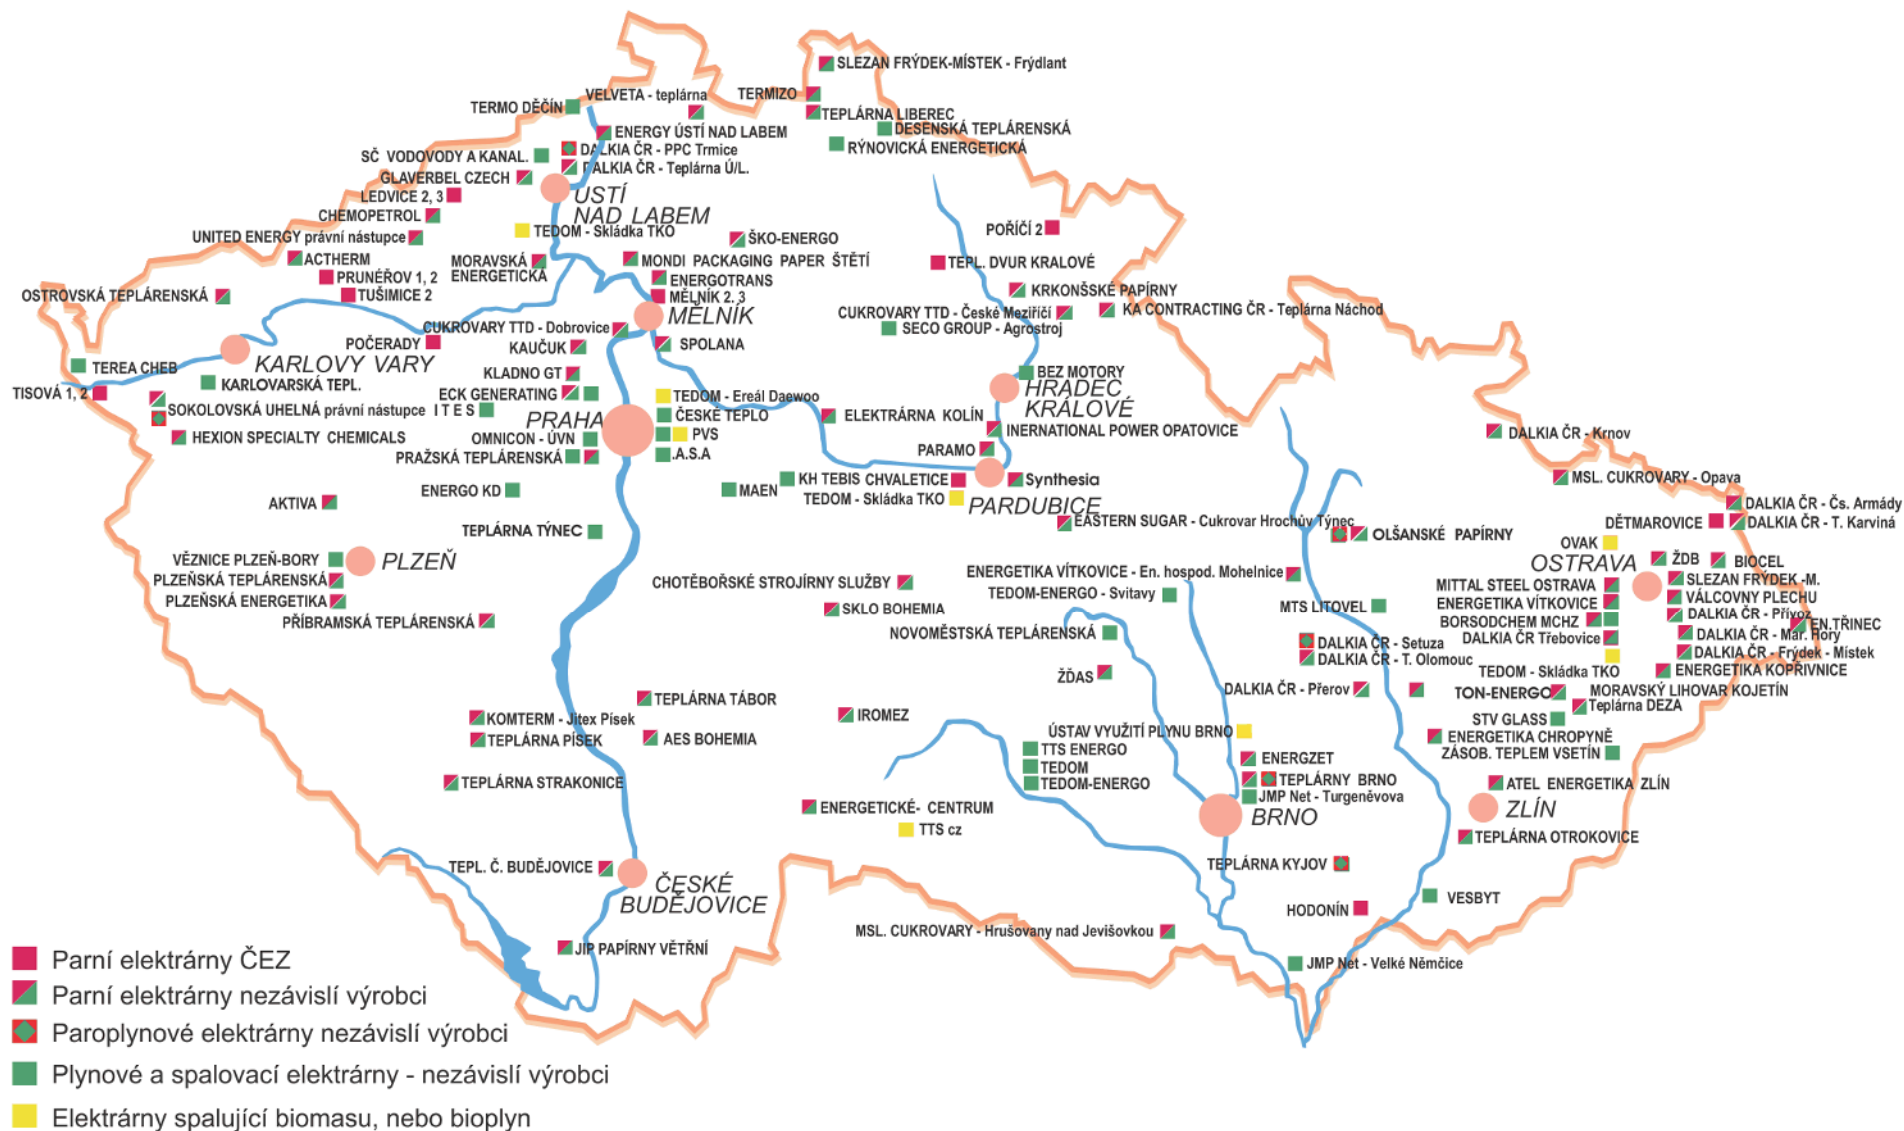 SLEZAN FRÝDEK-MÍSTEK - Frýdlant
VELVETA - teplárna
TERMIZO
TERMO DĚČÍN
TEPLÁRNA LIBEREC
ENERGY ÚSTÍ NAD LABEM
DESENSKÁ TEPLÁRENSKÁ
DALKIA ČR - PPC Trmice
RÝNOVICKÁ ENERGETICKÁ
SČ VODOVODY A KANAL.
DALKIA ČR - Teplárna Ú/L.
GLAVERBEL CZECH
LEDVICE 2, 3
USTÍ
NAD LABEM
CHEMOPETROL
UNITED ENERGY právní nástupce
TEDOM - Skládka TKO
ŠKO-ENERGO
POŘÍČÍ 2
ACTHERM
MORAVSKÁ
ENERGETICKÁ
MONDI PACKAGING PAPER ŠTĚTÍ
TEPL. DVUR KRALOVÉ
PRUNÉŘOV 1, 2
ENERGOTRANS
OSTROVSKÁ TEPLÁRENSKÁ
TUŠIMICE 2
MĚLNÍK 2. 3
KRKONŠSKÉ PAPÍRNY
MĚLNÍK
CUKROVARY TTD - České Meziříčí
KA CONTRACTING ČR - Teplárna Náchod
CUKROVARY TTD - Dobrovice
SECO GROUP - Agrostroj
POČERADY
KAUČUK
SPOLANA
KARLOVY VARY
TEREA CHEB
KLADNO GT
BEZ MOTORY
KARLOVARSKÁ TEPL.
TISOVÁ 1, 2
ECK GENERATING
TEDOM - Ereál Daewoo
HRADEC
KRÁLOVÉ
SOKOLOVSKÁ UHELNÁ právní nástupce
I T E S
PRAHA
ČESKÉ TEPLO
ELEKTRÁRNA KOLÍN
HEXION SPECIALTY CHEMICALS
OMNICON - ÚVN
PVS
INERNATIONAL POWER OPATOVICE
DALKIA ČR - Krnov
PRAŽSKÁ TEPLÁRENSKÁ
.A.S.A
PARAMO
ENERGO KD
MAEN
KH TEBIS
CHVALETICE
Synthesia
MSL. CUKROVARY - Opava
TEDOM - Skládka TKO
PARDUBICE
AKTIVA
DALKIA ČR - Čs. Armády
EASTERN SUGAR - Cukrovar Hrochův Týnec
DĚTMAROVICE
DALKIA ČR - T. Karviná
TEPLÁRNA TÝNEC
OLŠANSKÉ PAPÍRNY
OVAK
VĚZNICE PLZEŇ-BORY
PLZEŇ
OSTRAVA
ŽDB
BIOCEL
PLZEŇSKÁ TEPLÁRENSKÁ
CHOTĚBOŘSKÉ STROJÍRNY SLUŽBY
ENERGETIKA VÍTKOVICE - En. hospod. Mohelnice
MITTAL STEEL OSTRAVA
SLEZAN FRÝDEK -M.
PLZEŇSKÁ ENERGETIKA
TEDOM-ENERGO - Svitavy
ENERGETIKA VÍTKOVICE
VÁLCOVNY PLECHU
SKLO BOHEMIA
MTS LITOVEL
BORSODCHEM MCHZ
DALKIA ČR - Přívoz
PŘÍBRAMSKÁ TEPLÁRENSKÁ
EN.TŘINEC
NOVOMĚSTSKÁ TEPLÁRENSKÁ
DALKIA ČR - Setuza
DALKIA ČR Třebovice
DALKIA ČR - Mar. Hory
DALKIA ČR - T. Olomouc
DALKIA ČR - Frýdek - Místek
ŽĎAS
TEDOM - Skládka TKO
ENERGETIKA KOPŘIVNICE
DALKIA ČR - Přerov
TON-ENERGO
MORAVSKÝ LIHOVAR KOJETÍN
TEPLÁRNA TÁBOR
Teplárna DEZA
KOMTERM - Jitex Písek
IROMEZ
STV GLASS
ÚSTAV VYUŽITÍ PLYNU BRNO
TEPLÁRNA PÍSEK
AES BOHEMIA
ENERGETIKA CHROPYNĚ
TTS ENERGO
ZÁSOB. TEPLEM VSETÍN
ENERGZET
TEDOM
TEPLÁRNA STRAKONICE
TEDOM-ENERGO
TEPLÁRNY BRNO
ATEL ENERGETIKA ZLÍN
JMP Net - Turgeněvova
ENERGETICKÉ- CENTRUM
BRNO
ZLÍN
TTS cz
TEPLÁRNA OTROKOVICE
TEPL. Č. BUDĚJOVICE
TEPLÁRNA KYJOV
ČESKÉ
BUDĚJOVICE
VESBYT
HODONÍN
MSL. CUKROVARY - Hrušovany nad Jevišovkou
JIP PAPÍRNY VĚTŘNÍ
JMP Net - Velké Němčice
Parní elektrárny ČEZ
Parní elektrárny nezávislí výrobci
Paroplynové elektrárny nezávislí výrobci
Plynové a spalovací elektrárny - nezávislí výrobci
Elektrárny spalující biomasu, nebo bioplyn